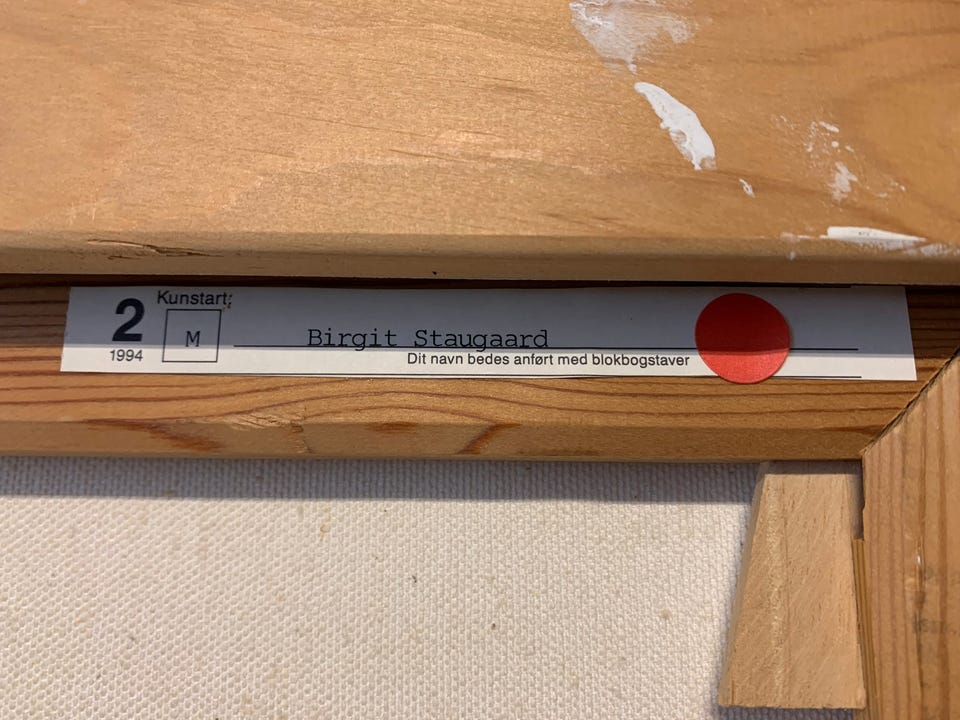 2 Kunstart:
1994 M Birgit Staugaard
Dit navn bedes anført med blokbogstaver